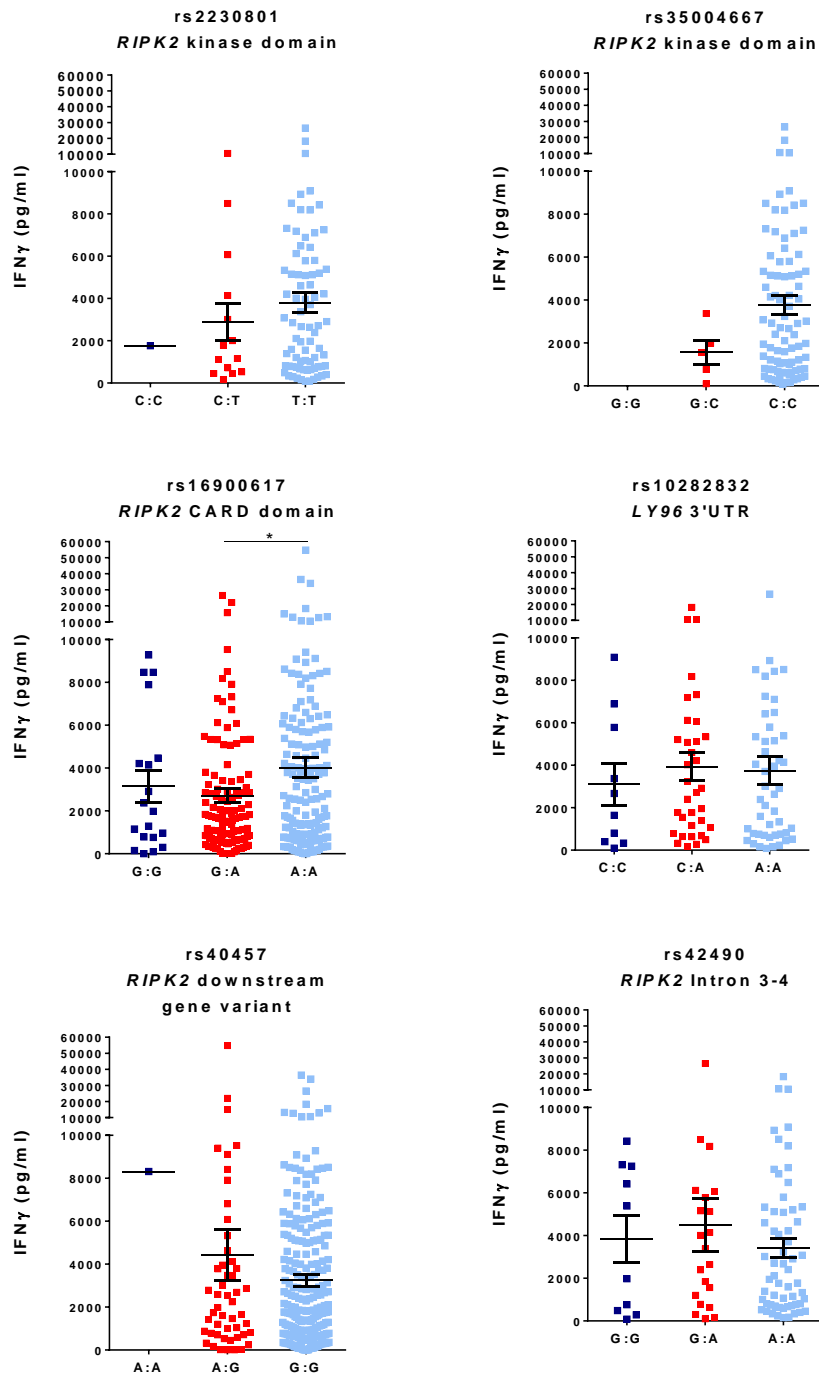 rs2230801
RIPK2 kinase domain
60000
50000
40000
30000
20000
10000
10000
8000
6000
4000
2000
0
IFNγ (pg/ml)
C:C C:T T:T
rs35004667
RIPK2 kinase domain
60000
50000
40000
30000
20000
10000
10000
8000
6000
4000
2000
0
IFNγ (pg/ml)
G:G G:C C:C
rs16900617
RIPK2 CARD domain
*
60000
50000
40000
30000
20000
10000
10000
8000
6000
4000
2000
0
IFNγ (pg/ml)
G:G G:A A:A
rs10282832
LY96 3'UTR
60000
50000
40000
30000
20000
10000
10000
8000
6000
4000
2000
0
IFNγ (pg/ml)
C:C C:A A:A
rs40457
RIPK2 downstream
gene variant
60000
50000
40000
30000
20000
10000
10000
8000
6000
4000
2000
0
IFNγ (pg/ml)
A:A A:G G:G
rs42490
RIPK2 Intron 3-4
60000
50000
40000
30000
20000
10000
10000
8000
6000
4000
2000
0
IFNγ (pg/ml)
G:G G:A A:A